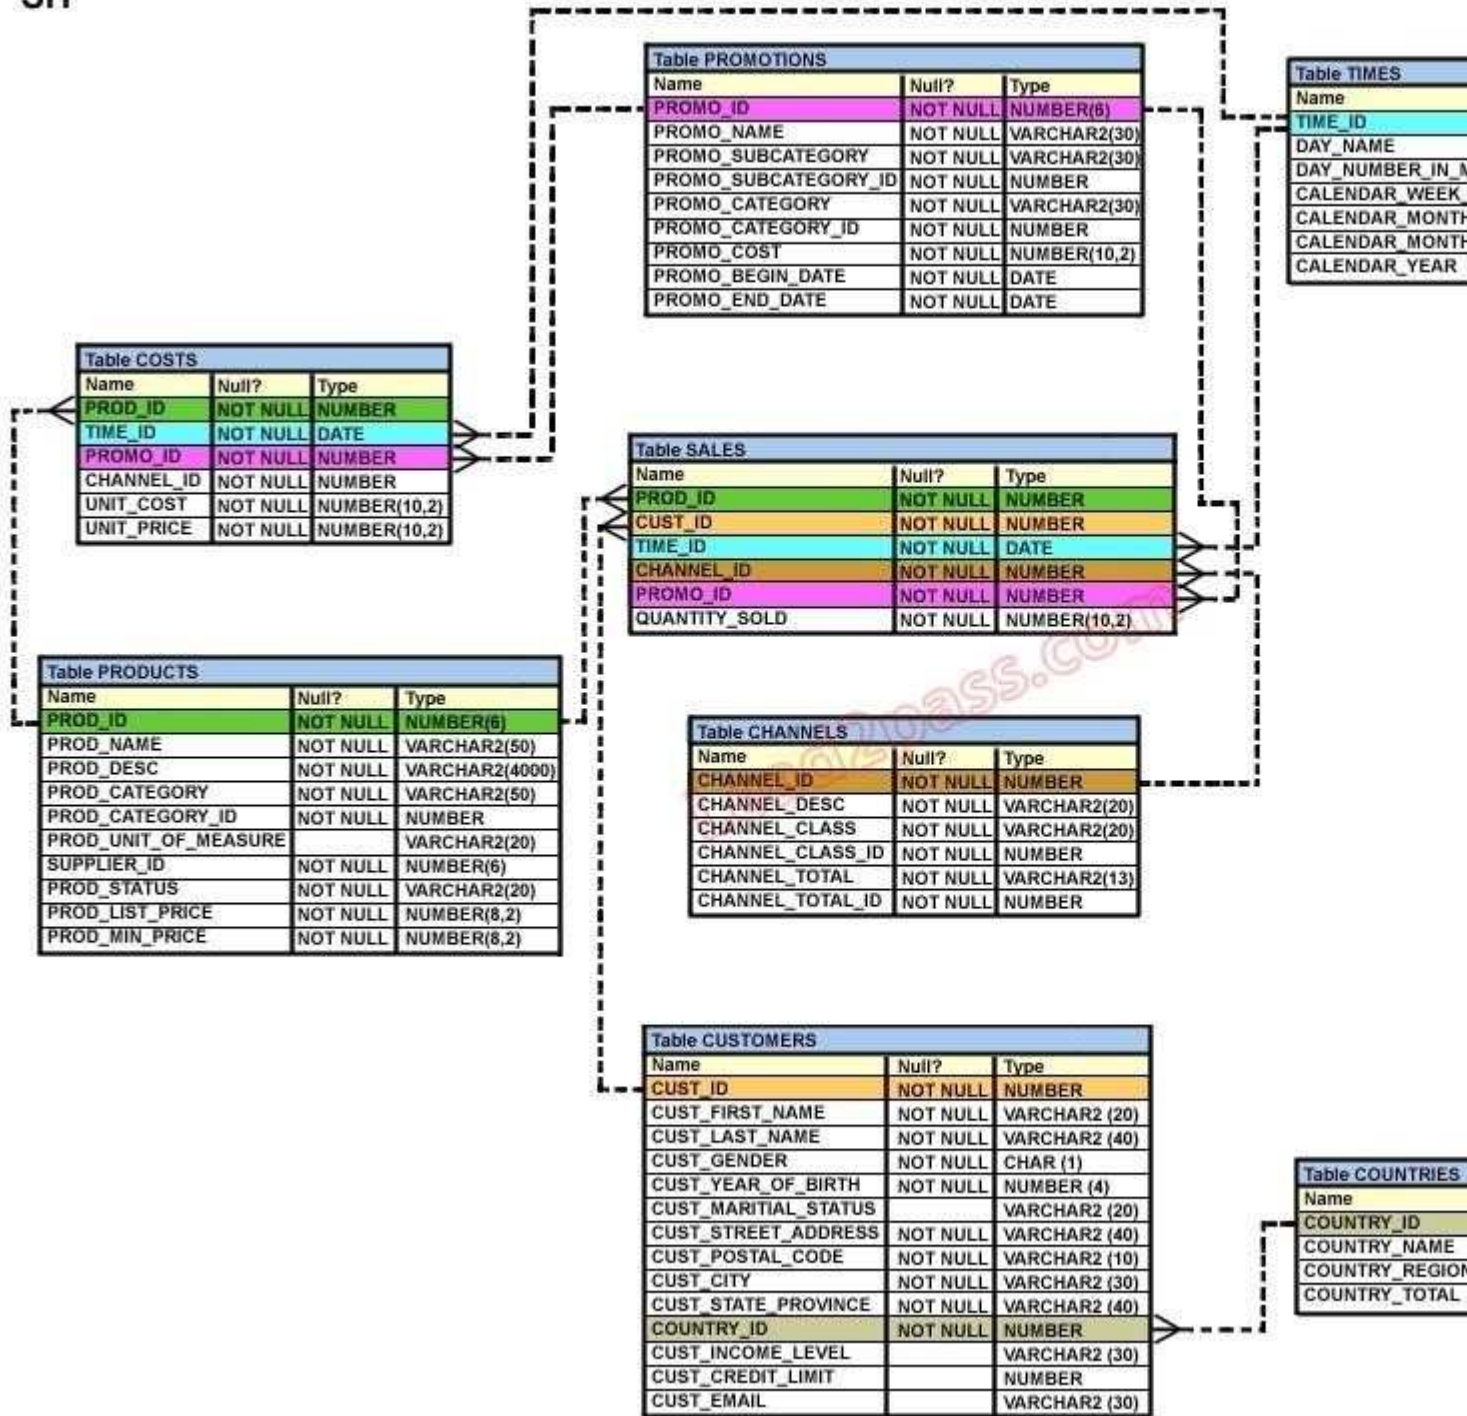 Table PROMOTIONS
Name Null? Type
PROMO_ID NOT NULL NUMBER(6)
PROMO_NAME NOT NULL VARCHAR2(30)
PROMO_SUBCATEGORY NOT NULL VARCHAR2(30)
PROMO_SUBCATEGORY_ID NOT NULL NUMBER
PROMO_CATEGORY NOT NULL VARCHAR2(30)
PROMO_CATEGORY_ID NOT NULL NUMBER
PROMO_COST NOT NULL NUMBER(10,2)
PROMO_BEGIN_DATE NOT NULL DATE
PROMO_END_DATE NOT NULL DATE
Table TIMES
Name
TIME_ID
DAY_NAME
DAY_NUMBER_IN_M
CALENDAR_WEEK_
CALENDAR_MONTH
CALENDAR_MONTH
CALENDAR_YEAR
Table COSTS
Name Null? Type
PROD_ID NOT NULL NUMBER
TIME_ID NOT NULL DATE
PROMO_ID NOT NULL NUMBER
CHANNEL_ID NOT NULL NUMBER
UNIT_COST NOT NULL NUMBER(10,2)
UNIT_PRICE NOT NULL NUMBER(10,2)
Table SALES
Name Null? Type
PROD_ID NOT NULL NUMBER
CUST_ID NOT NULL NUMBER
TIME_ID NOT NULL DATE
CHANNEL_ID NOT NULL NUMBER
PROMO_ID NOT NULL NUMBER
QUANTITY_SOLD NOT NULL NUMBER(10,2)
Table PRODUCTS
Name Null? Type
PROD_ID NOT NULL NUMBER(6)
PROD_NAME NOT NULL VARCHAR2(50)
PROD_DESC NOT NULL VARCHAR2(4000)
PROD_CATEGORY NOT NULL VARCHAR2(50)
PROD_CATEGORY_ID NOT NULL NUMBER
PROD_UNIT_OF_MEASURE VARCHAR2(20)
SUPPLIER_ID NOT NULL NUMBER(6)
PROD_STATUS NOT NULL VARCHAR2(20)
PROD_LIST_PRICE NOT NULL NUMBER(8,2)
PROD_MIN_PRICE NOT NULL NUMBER(8,2)
Table CHANNELS
Name Null? Type
CHANNEL_ID NOT NULL NUMBER
CHANNEL_DESC NOT NULL VARCHAR2(20)
CHANNEL_CLASS NOT NULL VARCHAR2(20)
CHANNEL_CLASS_ID NOT NULL NUMBER
CHANNEL_TOTAL NOT NULL VARCHAR2(13)
CHANNEL_TOTAL_ID NOT NULL NUMBER
Table CUSTOMERS
Name Null? Type
CUST_ID NOT NULL NUMBER
CUST_FIRST_NAME NOT NULL VARCHAR2 (20)
CUST_LAST_NAME NOT NULL VARCHAR2 (40)
CUST_GENDER NOT NULL CHAR (1)
CUST_YEAR_OF_BIRTH NOT NULL NUMBER (4)
CUST_MARITIAL_STATUS VARCHAR2 (20)
CUST_STREET_ADDRESS NOT NULL VARCHAR2 (40)
CUST_POSTAL_CODE NOT NULL VARCHAR2 (10)
CUST_CITY NOT NULL VARCHAR2 (30)
CUST_STATE_PROVINCE NOT NULL VARCHAR2 (40)
COUNTRY_ID NOT NULL NUMBER
CUST_INCOME_LEVEL VARCHAR2 (30)
CUST_CREDIT_LIMIT NUMBER
CUST_EMAIL VARCHAR2 (30)
Table COUNTRIES
Name
COUNTRY_ID
COUNTRY_NAME
COUNTRY_REGION
COUNTRY_TOTAL